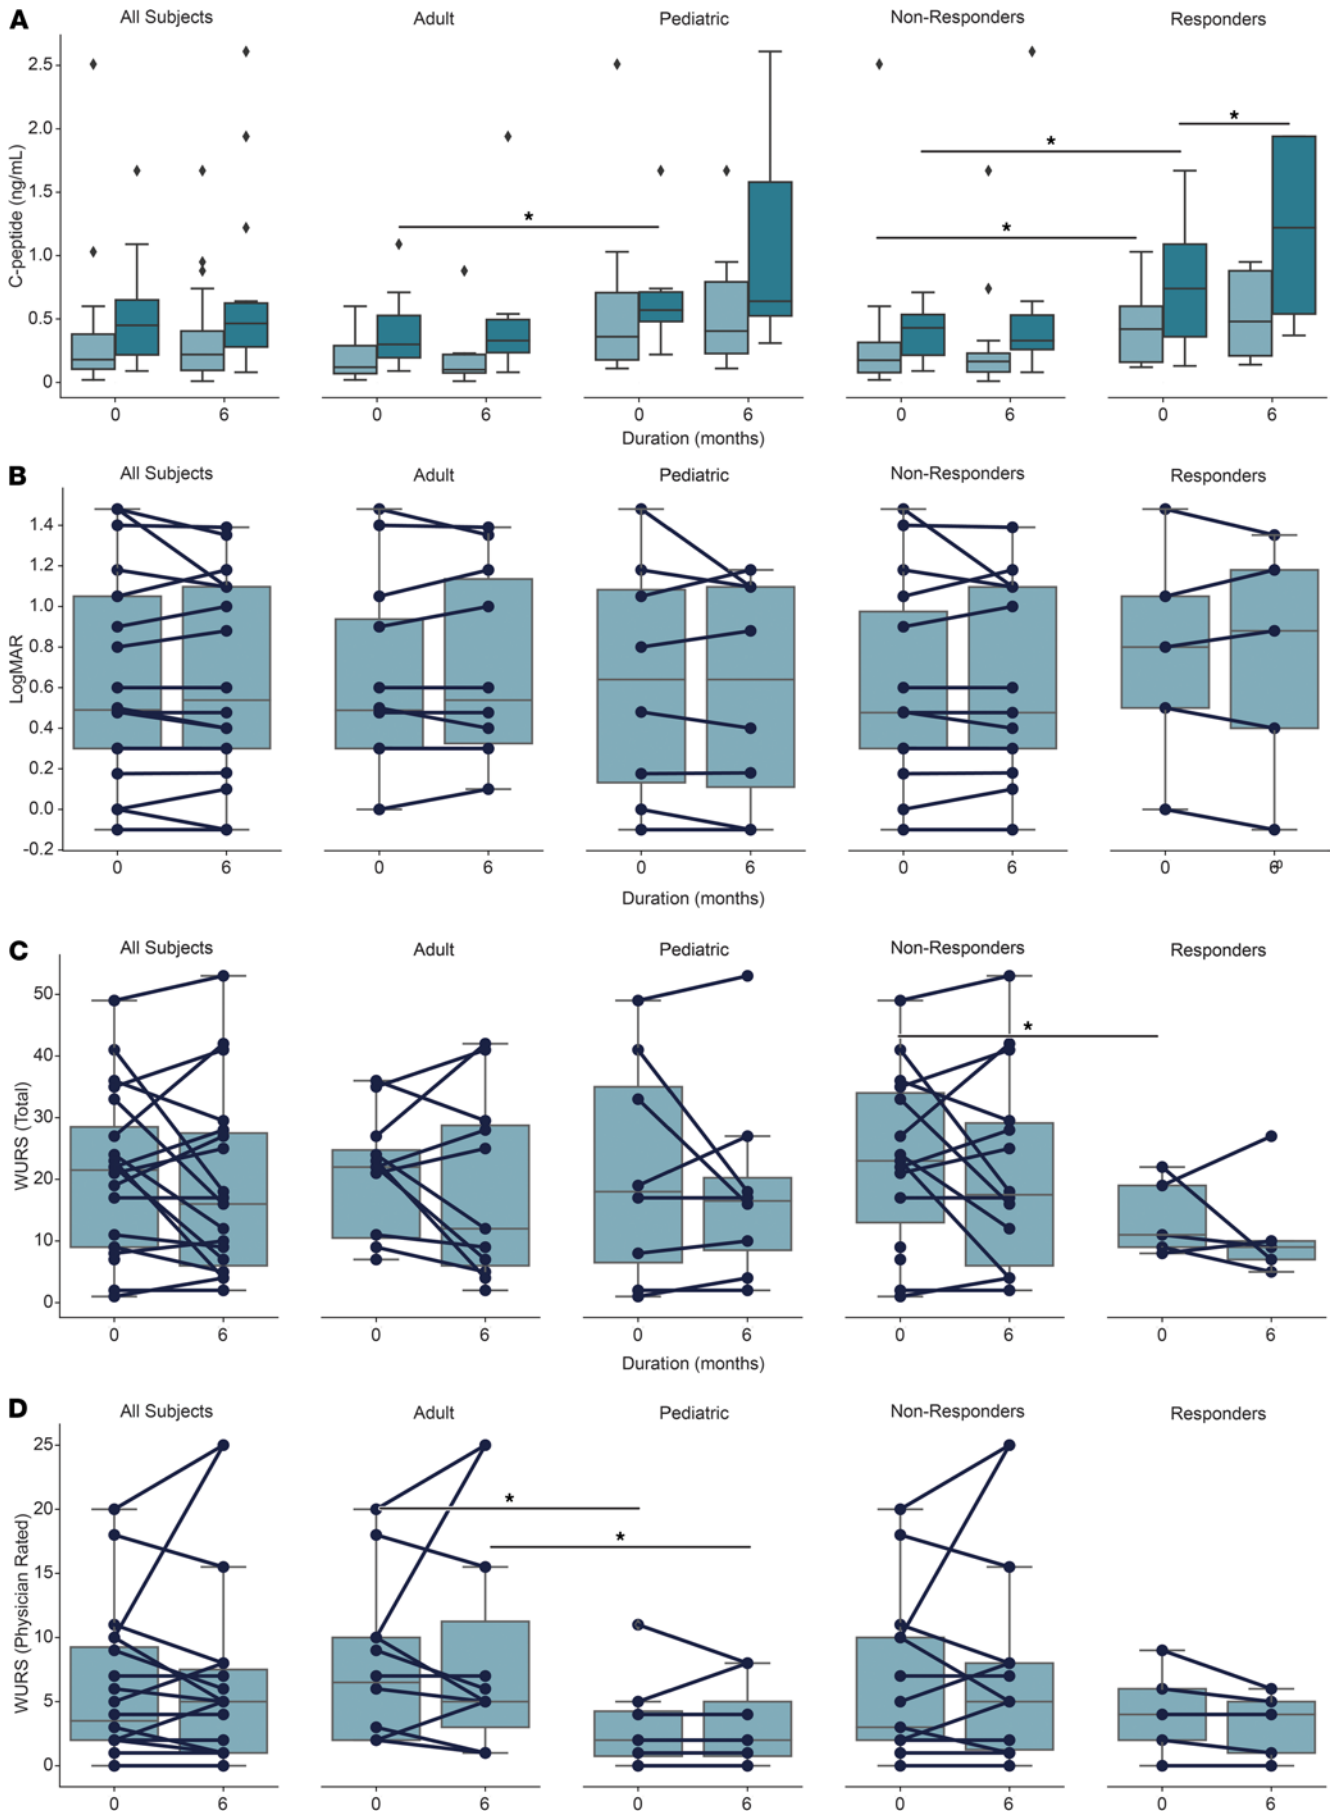 A
All Subjects Adult Pediatric Non-Responders Responders
C-peptide (ng/mL)
2.5
2.0
1.5
1.0
0.5
0
* * * *
0 6 0 6 0 6 0 6 0 6
Duration (months)
B
All Subjects Adult Pediatric Non-Responders Responders
LogMAR
1.4
1.2
1.0
0.8
0.6
0.4
0.2
0.0
-0.2
0 6 0 6 0 6 0 6 0 6
Duration (months)
C
All Subjects Adult Pediatric Non-Responders Responders
WURS (Total)
50
40
30
20
10
0
*
0 6 0 6 0 6 0 6 0 6
Duration (months)
D
All Subjects Adult Pediatric Non-Responders Responders
WURS (Physician Rated)
25
20
15
10
5
0
* *
0 6 0 6 0 6 0 6 0 6